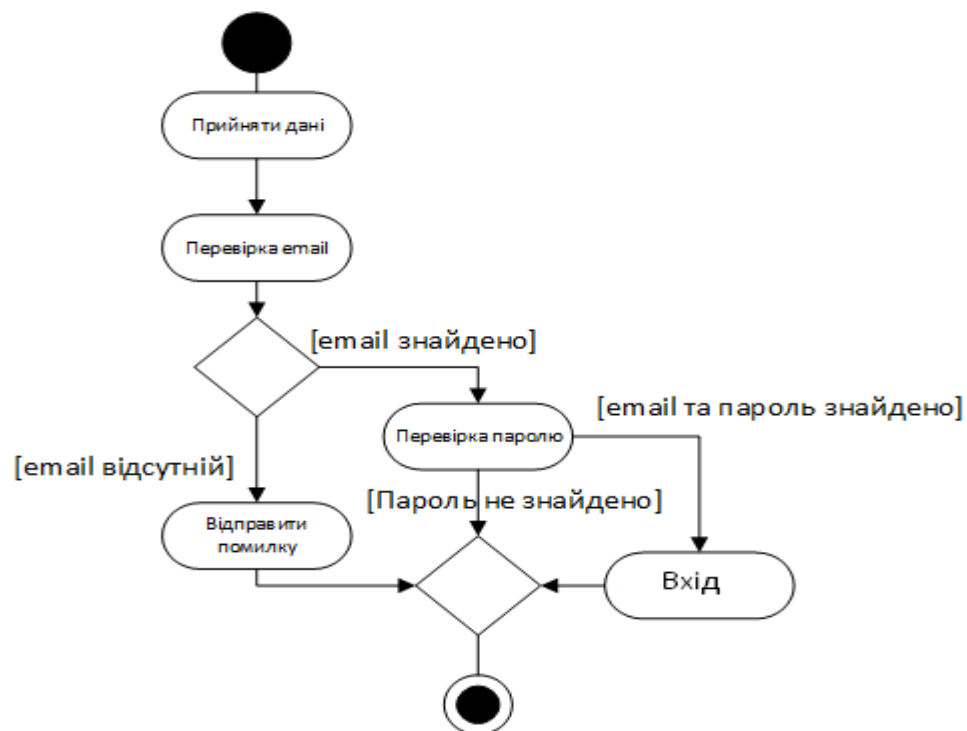 Прийняти дані
Перевірка email
[email знайдено]
[email та пароль знайдено]
Перевірка паролю
[email відсутній]
[Пароль не знайдено]
Відправити
помилку
Вхід